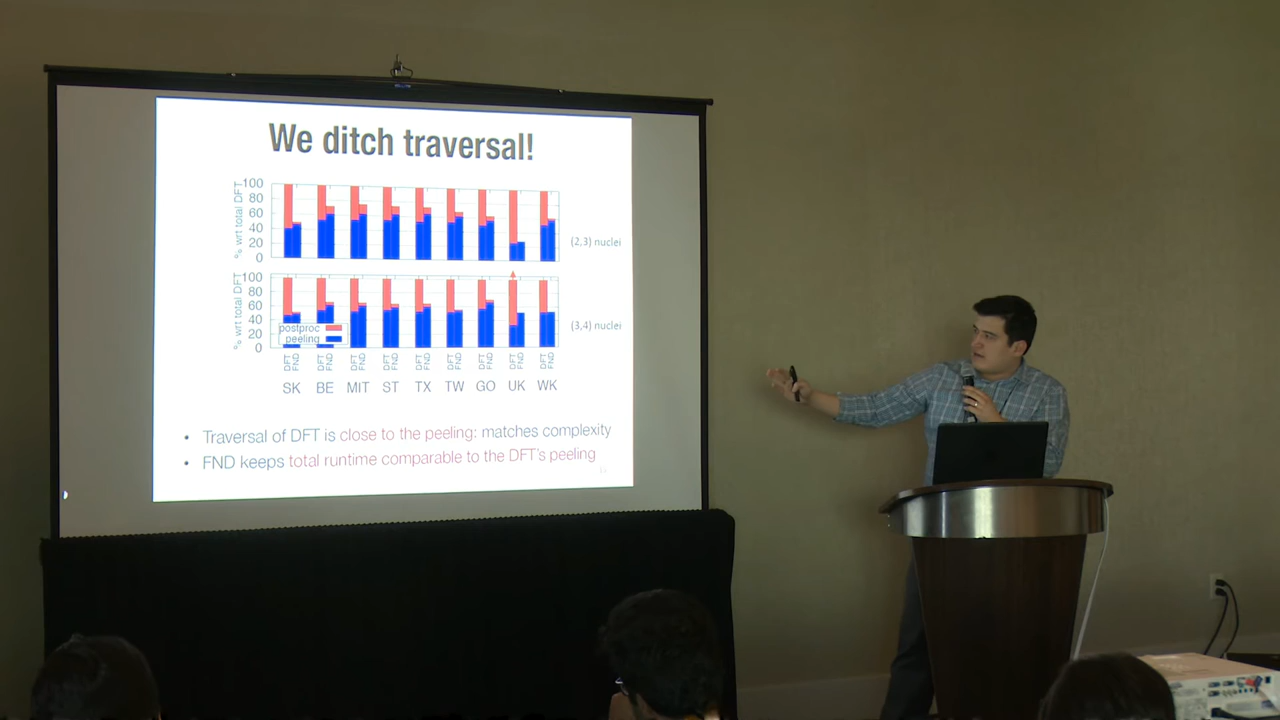 We ditch traversal!
% wrt total DFT
100
80
60
40
20
0
(2,3) nuclei
% wrt total DFT
100
80
60
40
20
0
postproc
peeling
(3,4) nuclei
DFT FND DFT FND DFT FND DFT FND DFT FND DFT FND DFT FND DFT FND DFT FND
SK BE MIT ST TX TW GO UK WK
• Traversal of DFT is close to the peeling: matches complexity
• FND keeps total runtime comparable to the DFT's peeling